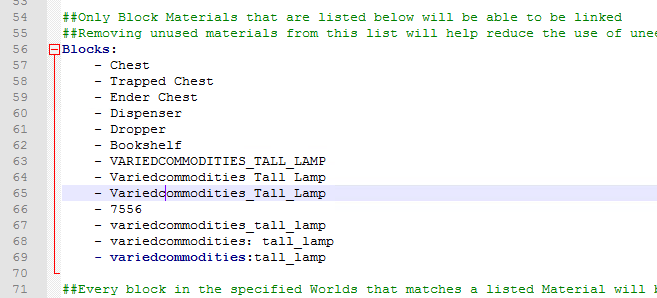 53
54 ##Only Block Materials that are listed below will be able to be linked
55 ##Removing unused materials from this list will help reduce the use of
56 Blocks:
57 - Chest
58 - Trapped Chest
59 - Ender Chest
60 - Dispenser
61 - Dropper
62 - Bookshelf
63 - VARIEDCOMMODITIES_TALL_LAMP
64 - Variedcommodities Tall Lamp
65 - Variedcommodities_Tall_Lamp
66 - 7556
67 - variedcommodities_tall_lamp
68 - variedcommodities: tall_lamp
69 - variedcommodities:tall_lamp
70
71 ##Every block in the specified Worlds that matches a listed Material will